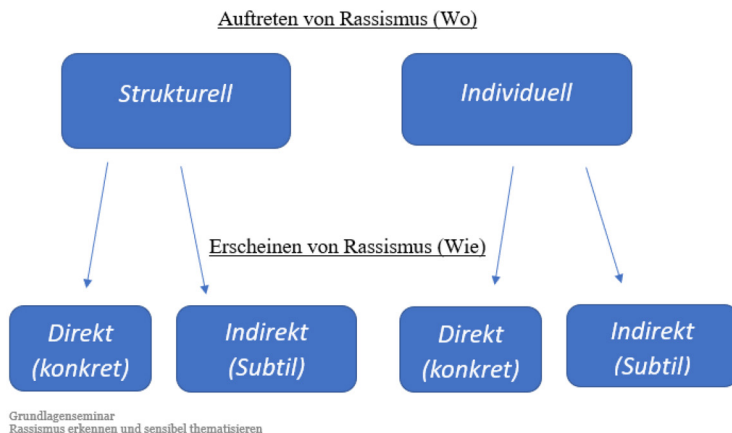 Auftreten von Rassismus (Wo)
Strukturell
Individuell
Erscheinen von Rassismus (Wie)
Direkt
(konkret)
Indirekt
(Subtil)
Direkt
(konkret)
Indirekt
(Subtil)
Grundlagenseminar
Rassismus erkennen und sensibel thematisieren